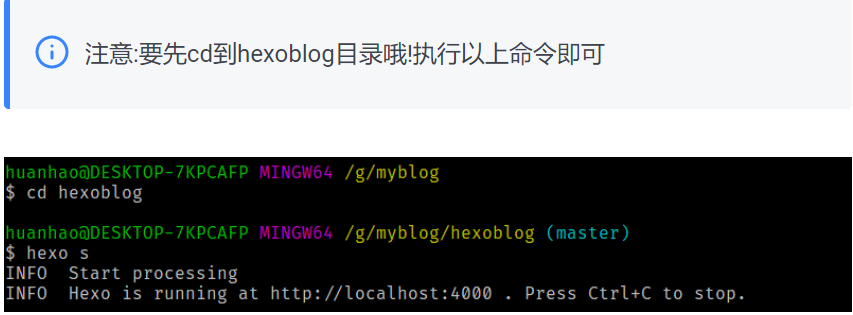 注意:要先cd到hexoblog目录哦!执行以上命令即可
huanhao@DESKTOP-7KPCAFP MINGW64 /g/myblog
$ cd hexoblog
huanhao@DESKTOP-7KPCAFP MINGW64 /g/myblog/hexoblog (master)
$ hexo s
INFO  Start processing
INFO  Hexo is running at http://localhost:4000 . Press Ctrl+C to stop.